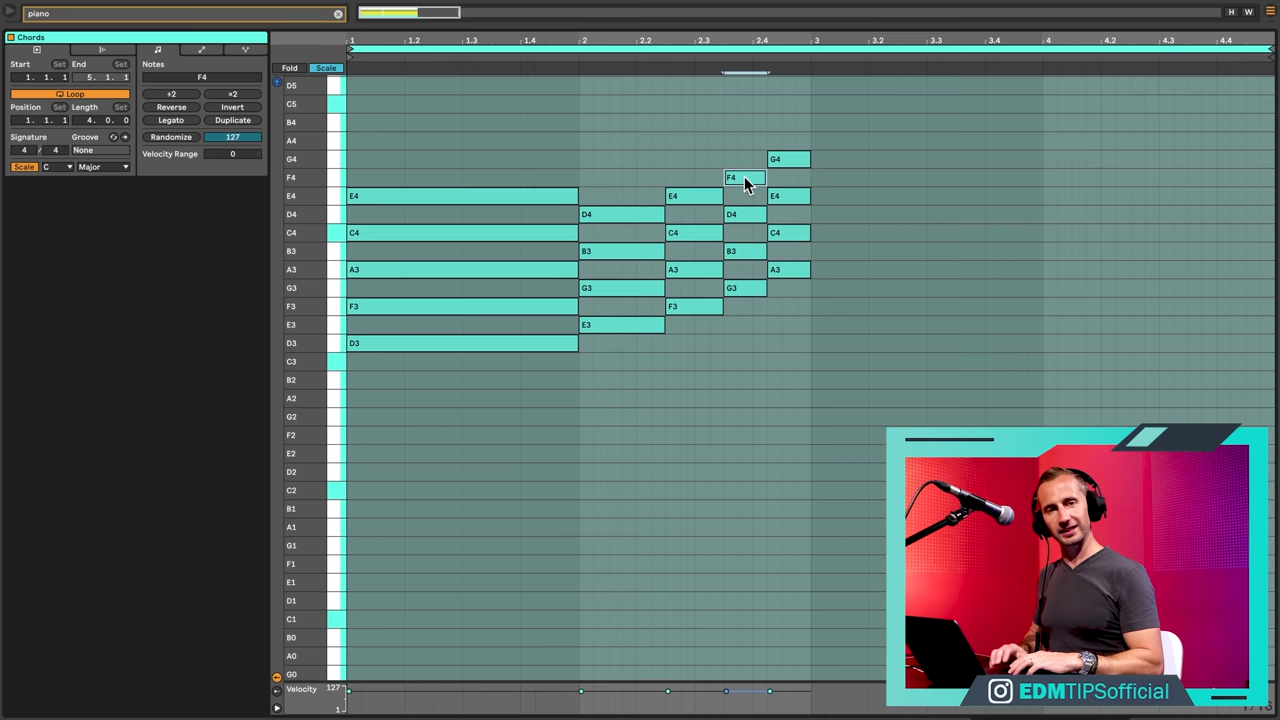 piano
H W
Chords
1 1.2 1.3 1.4 2 2.2 2.3 2.4 3 3.2 3.3 3.4 4 4.2 4.3 4.4
Start Set End Set
1. 1. 1 5. 1. 1
Loop
Position Set Length Set
1. 1. 1 4. 0. 0
Signature Groove
4 / 4 None
Scale C Major
Notes
F4
+2 ×2
Reverse Invert
Legato Duplicate
Randomize 127
Velocity Range 0
Fold Scale
D5
C5
B4
A4
G4 G4
F4 F4
E4 E4 E4 E4
D4 D4 D4
C4 C4 C4 C4
B3 B3 B3
A3 A3 A3 A3
G3 G3 G3
F3 F3 F3
E3 E3
D3 D3
C3
B2
A2
G2
F2
E2
D2
C2
B1
A1
G1
F1
E1
D1
C1
B0
A0
G0
Velocity 127
1
EDMTIPSofficial